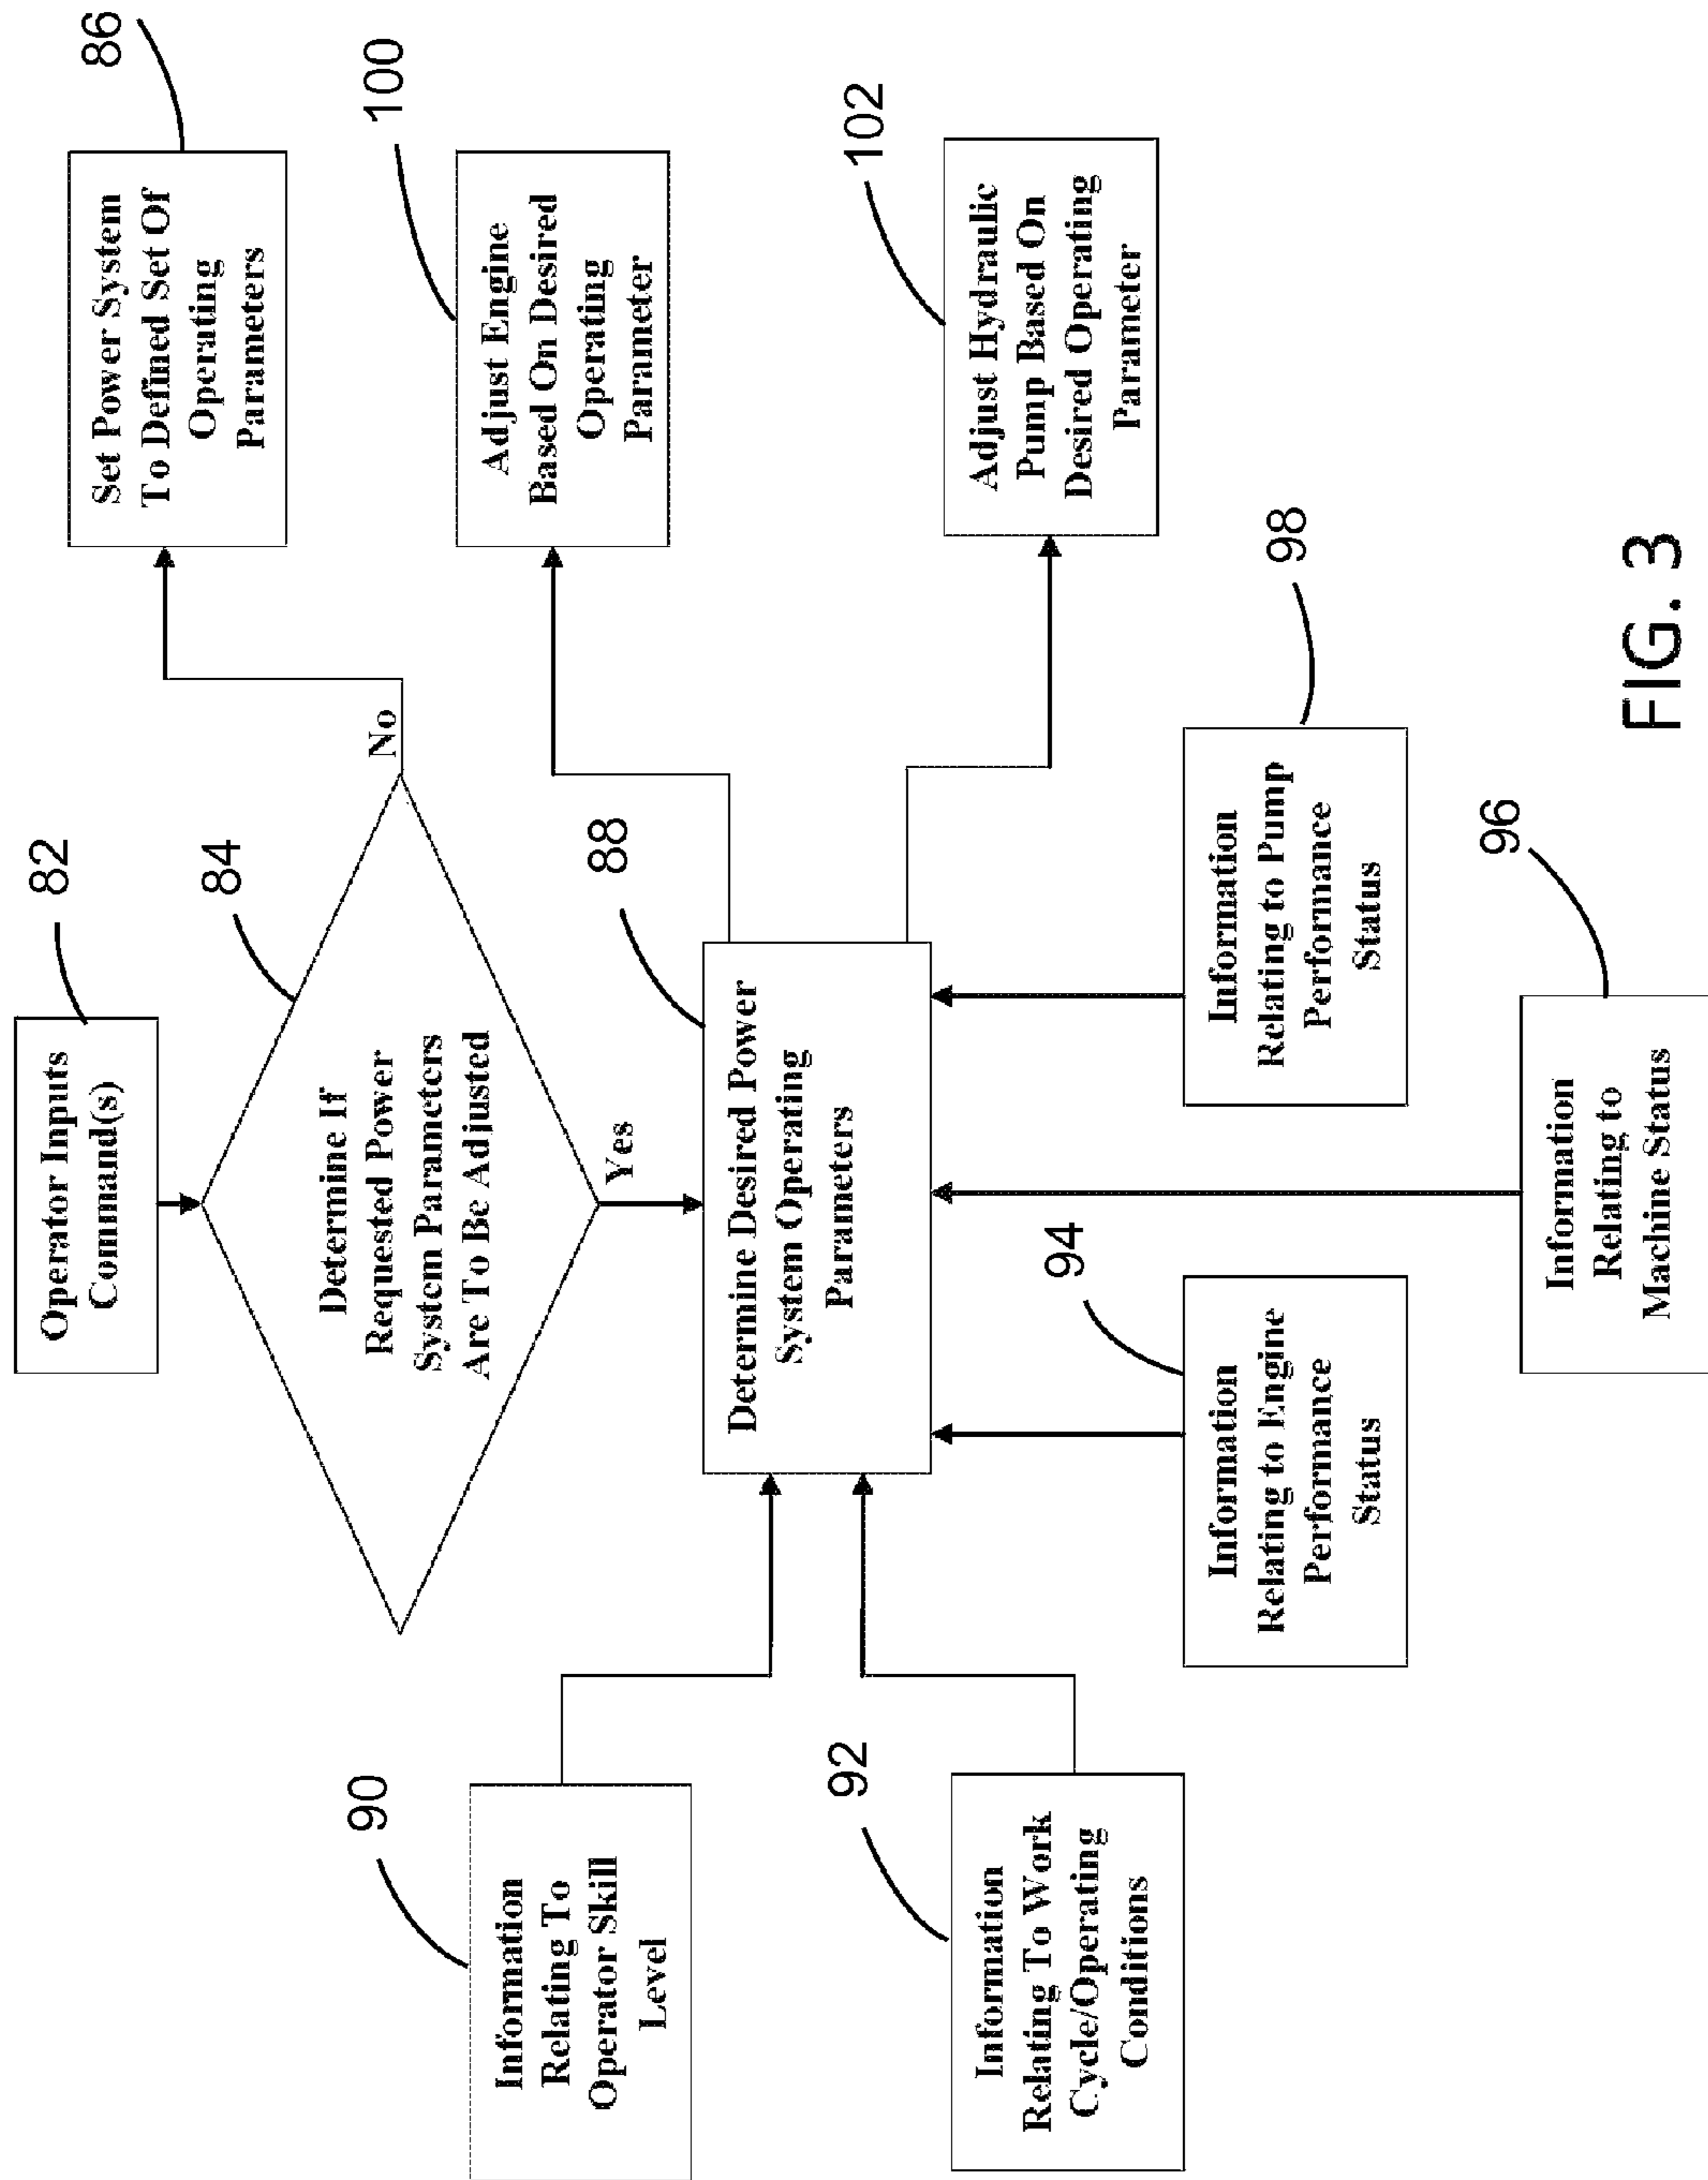 82
Operator Inputs
Command(s)
84
Determine If
Requested Power
System Parameters
Are To Be Adjusted
No
Yes
Set Power System
To Defined Set Of
Operating
Parameters
86
Adjust Engine
Based On Desired
Operating
Parameter
100
88
Determine Desired Power
System Operating
Parameters
Adjust Hydraulic
Pump Based On
Desired Operating
Parameter
102
90
Information
Relating To
Operator Skill
Level
92
Information
Relating To Work
Cycle/Operating
Conditions
94
Information
Relating to Engine
Performance
Status
Information
Relating to Pump
Performance
Status
98
Information
Relating to
Machine Status
96
FIG. 3